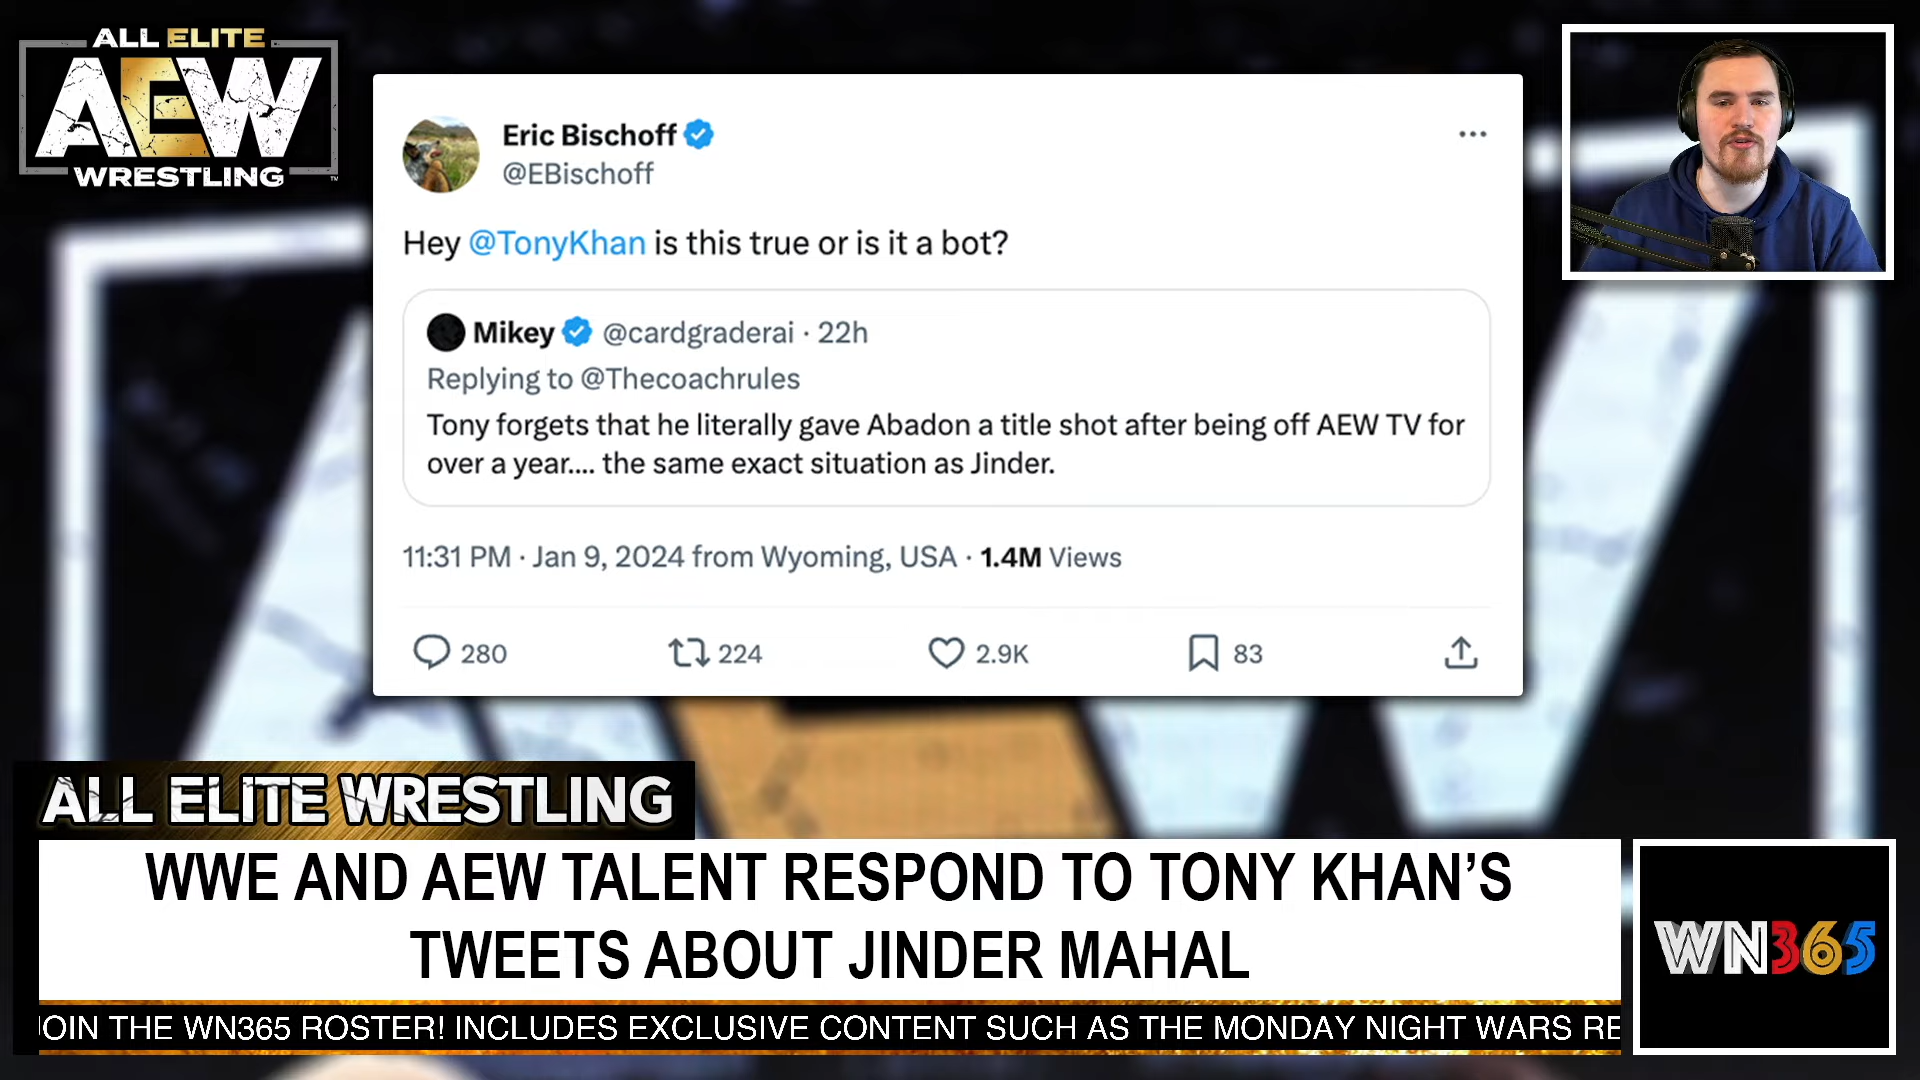 ALL ELITE
AEW
WRESTLING
TM
Eric Bischoff
@EBischoff
Hey @TonyKhan is this true or is it a bot?
Mikey @cardgraderai · 22h
Replying to @Thecoachrules
Tony forgets that he literally gave Abadon a title shot after being off AEW TV for
over a year.... the same exact situation as Jinder.
11:31 PM · Jan 9, 2024 from Wyoming, USA · 1.4M Views
280 224 2.9K 83
ALL ELITE WRESTLING
WWE AND AEW TALENT RESPOND TO TONY KHAN’S
TWEETS ABOUT JINDER MAHAL
WN365
OIN THE WN365 ROSTER! INCLUDES EXCLUSIVE CONTENT SUCH AS THE MONDAY NIGHT WARS RE